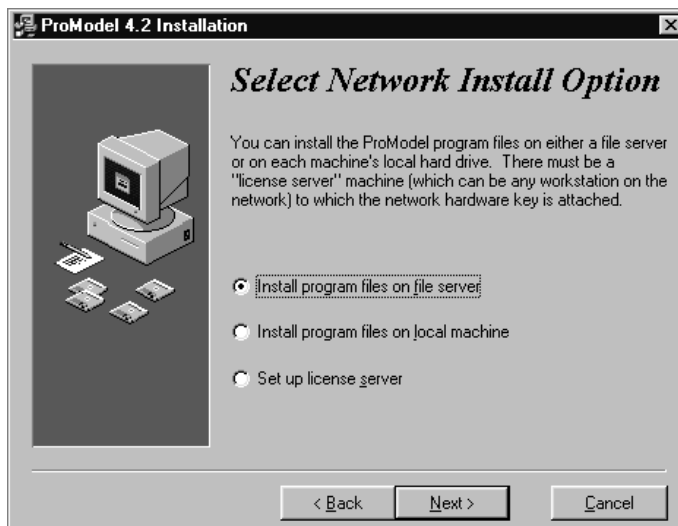 ProModel 4.2 Installation
Select Network Install Option
You can install the ProModel program files on either a file server
or on each machine's local hard drive. There must be a
"license server" machine (which can be any workstation on the
network) to which the network hardware key is attached.
Install program files on file server
Install program files on local machine
Set up license server
< Back Next > Cancel